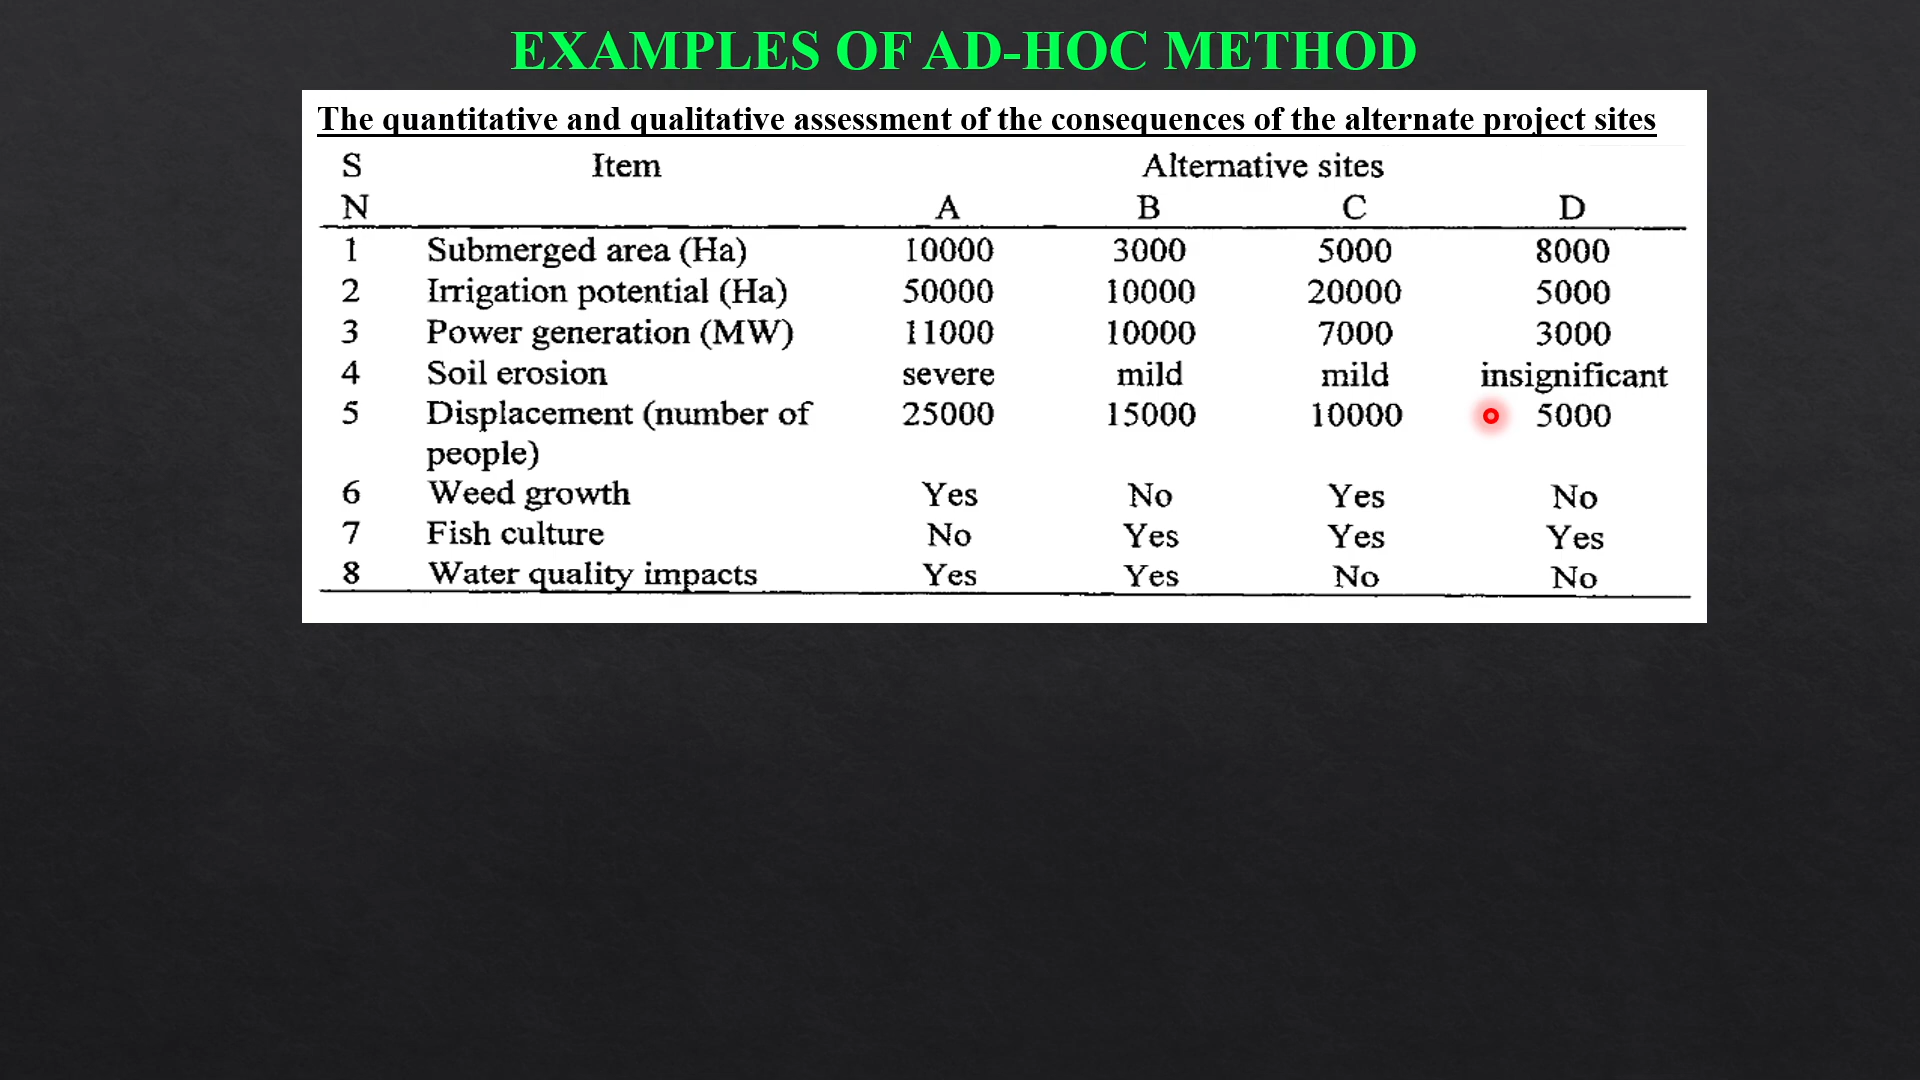 EXAMPLES OF AD-HOC METHOD
The quantitative and qualitative assessment of the consequences of the alternate project sites
S Item Alternative sites
N A B C D
1 Submerged area (Ha) 10000 3000 5000 8000
2 Irrigation potential (Ha) 50000 10000 20000 5000
3 Power generation (MW) 11000 10000 7000 3000
4 Soil erosion severe mild mild insignificant
5 Displacement (number of 25000 15000 10000 5000
people)
6 Weed growth Yes No Yes No
7 Fish culture No Yes Yes Yes
8 Water quality impacts Yes Yes No No